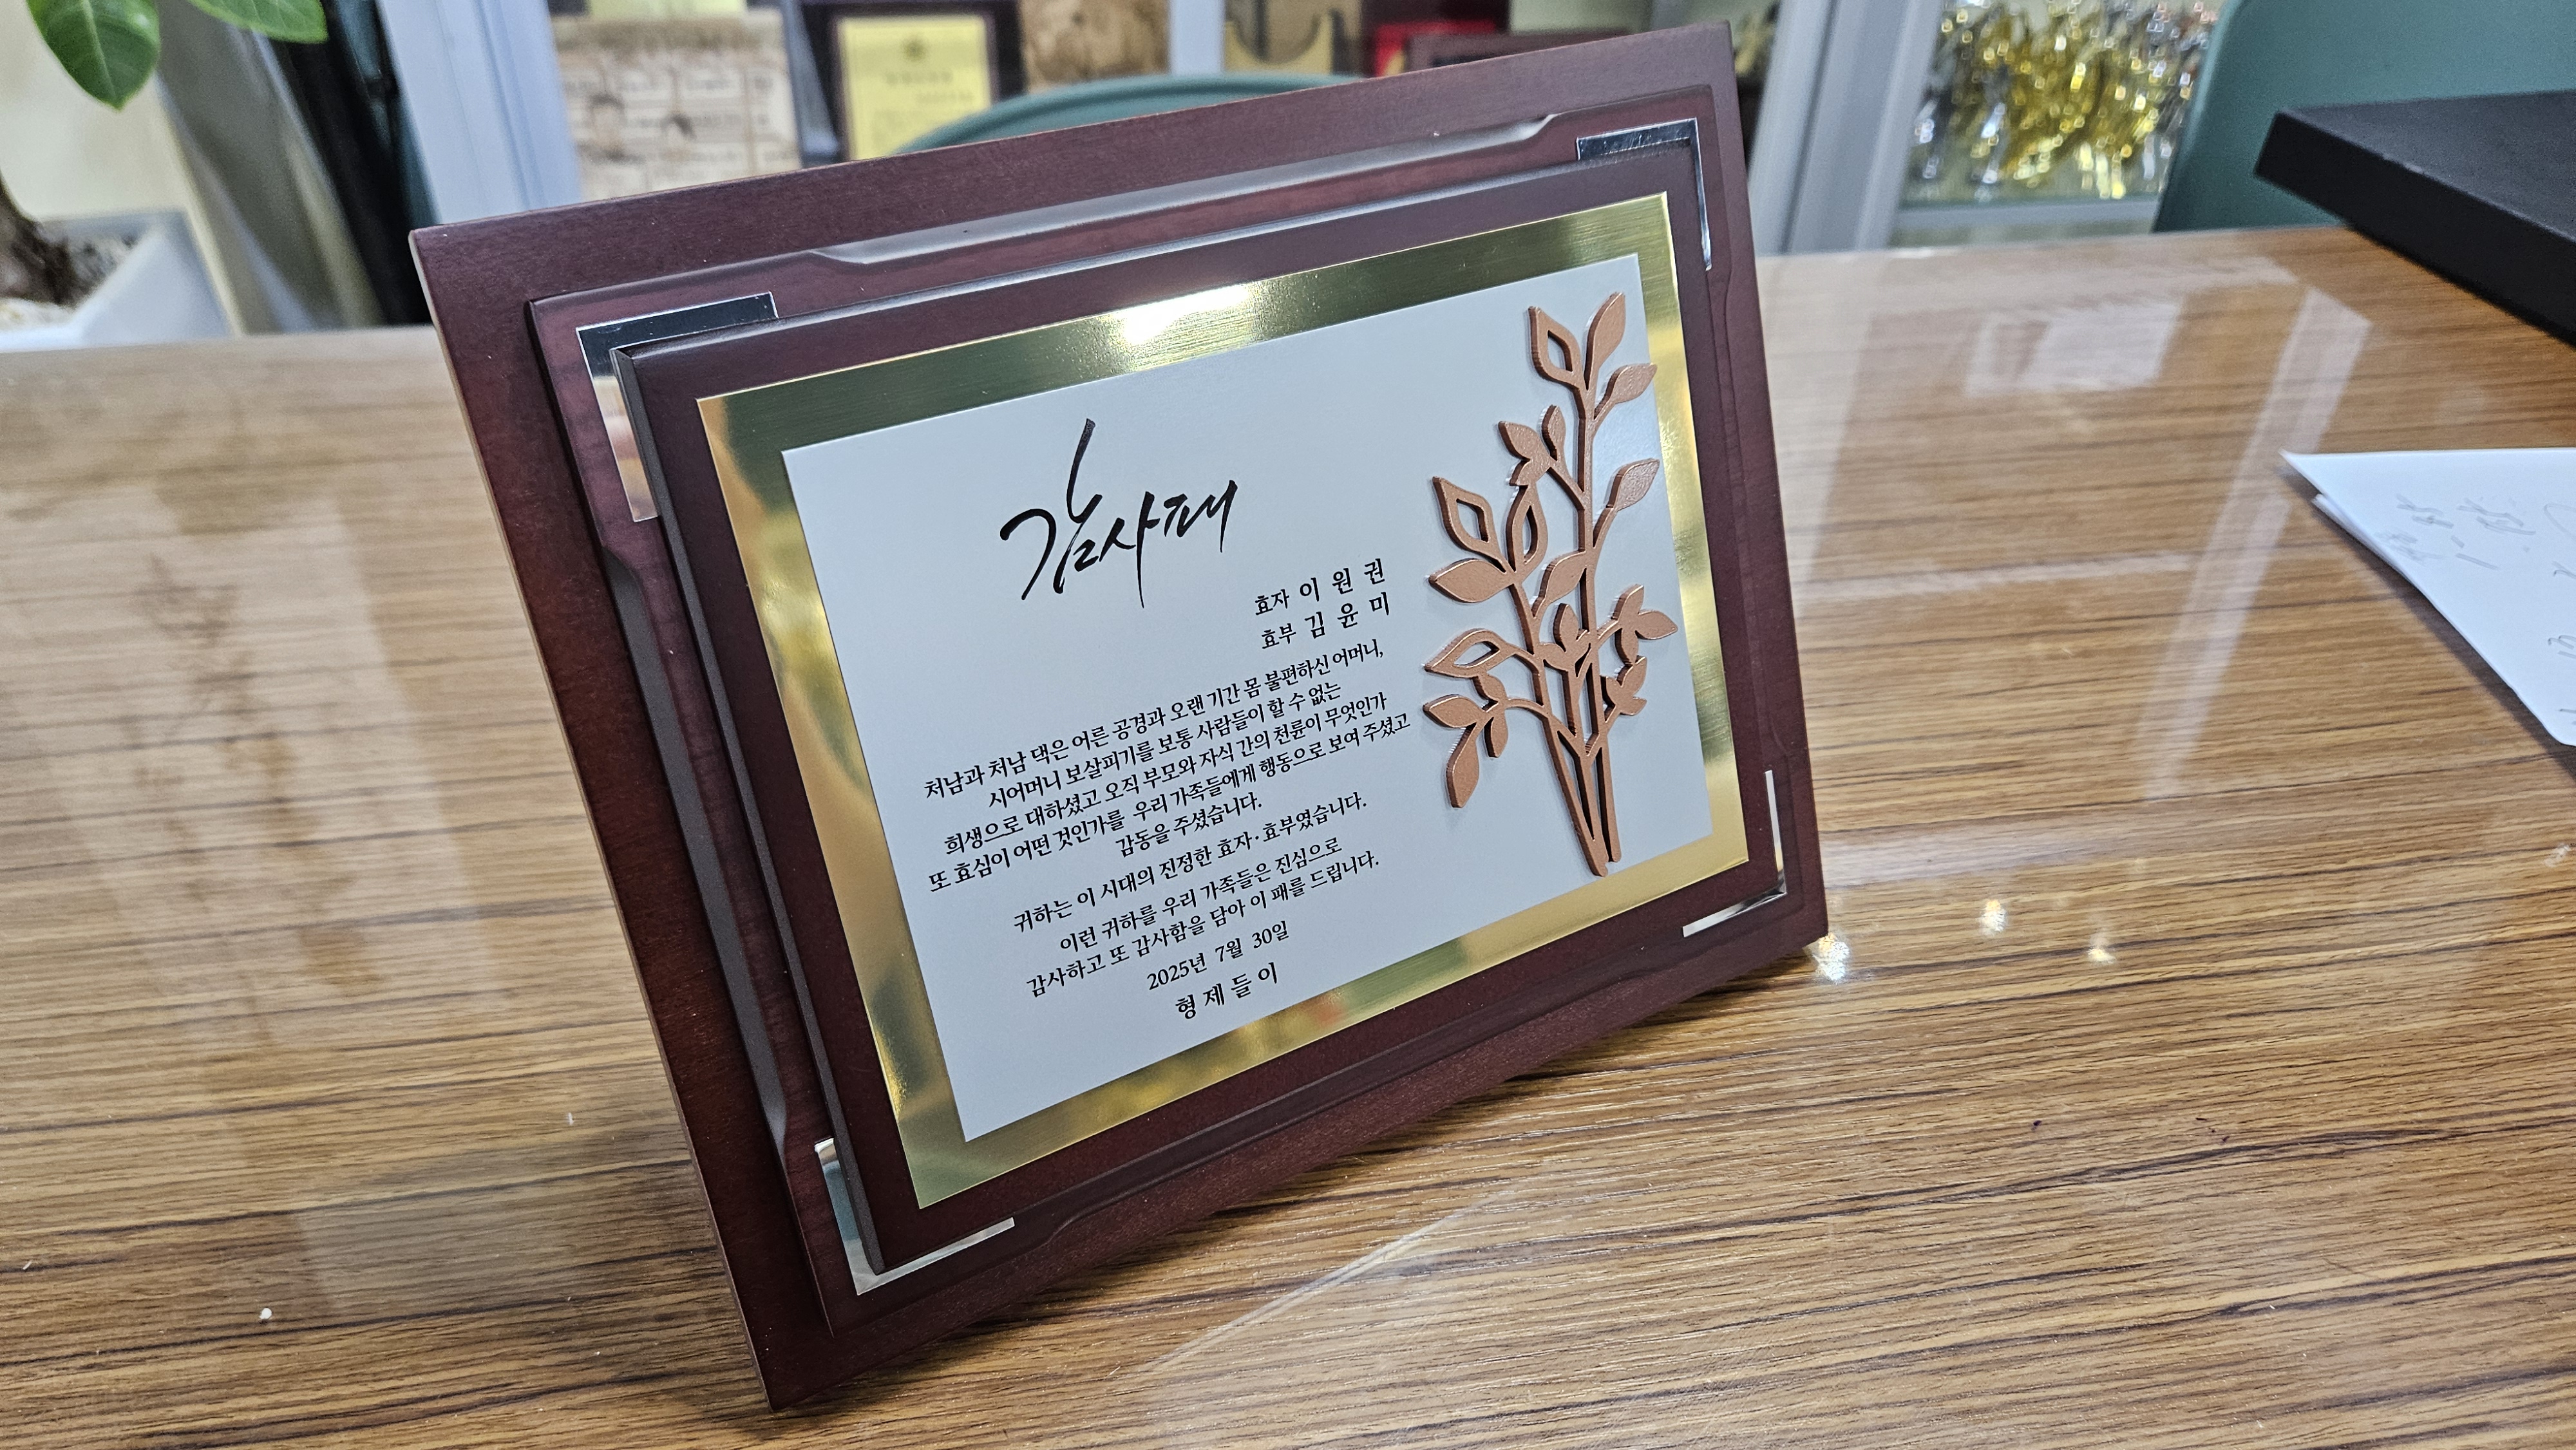 감사패
효자 이 원 권
효부 김 윤 미
처남과 처남 댁은 어른 공경과 오랜 기간 몸 불편하신 어머니,
시어머니 보살피기를 보통 사람들이 할 수 없는
희생으로 대하셨고 오직 부모와 자식 간의 천륜이 무엇인가
또 효심이 어떤 것인가를 우리 가족들에게 행동으로 보여 주셨고
감동을 주셨습니다.
귀하는 이 시대의 진정한 효자·효부였습니다.
이런 귀하를 우리 가족들은 진심으로
감사하고 또 감사함을 담아 이 패를 드립니다.
2025년 7월 30일
형 제 들 이